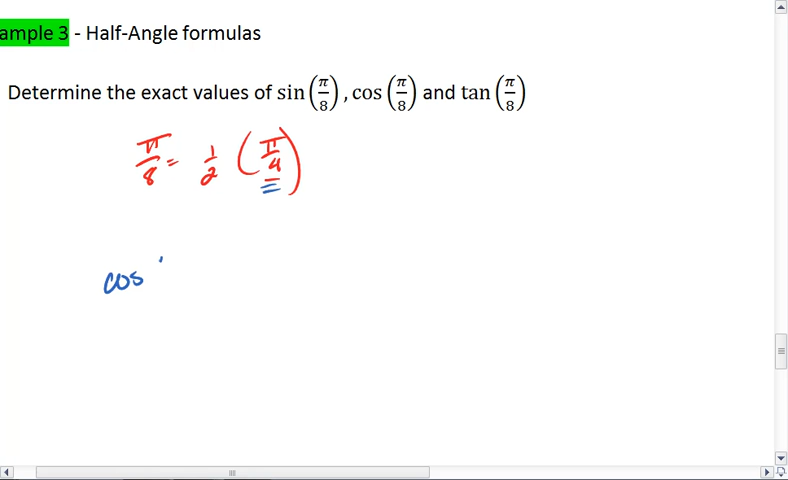 ample 3 - Half-Angle formulas
Determine the exact values of sin(π/8), cos(π/8) and tan(π/8)
π/8 = 1/2 (π/4)
cos